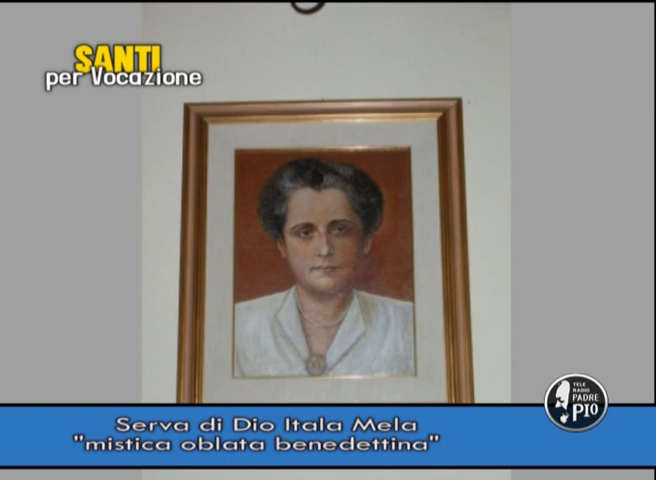 SANTI
per Vocazione
TELE
RADIO
PADRE
PIO
Serva di Dio Itala Mela
"mistica oblata benedettina"